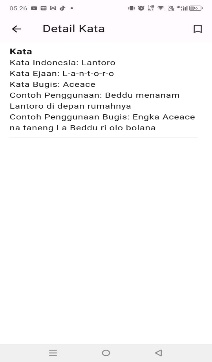 05.26
Detail Kata
Kata
Kata Indonesia: Lantoro
Kata Ejaan: L-a-n-t-o-r-o
Kata Bugis: Aceace
Contoh Penggunaan: Beddu menanam
Lantoro di depan rumahnya
Contoh Penggunaan Bugis: Engka Aceace
na taneng La Beddu ri olo bolana